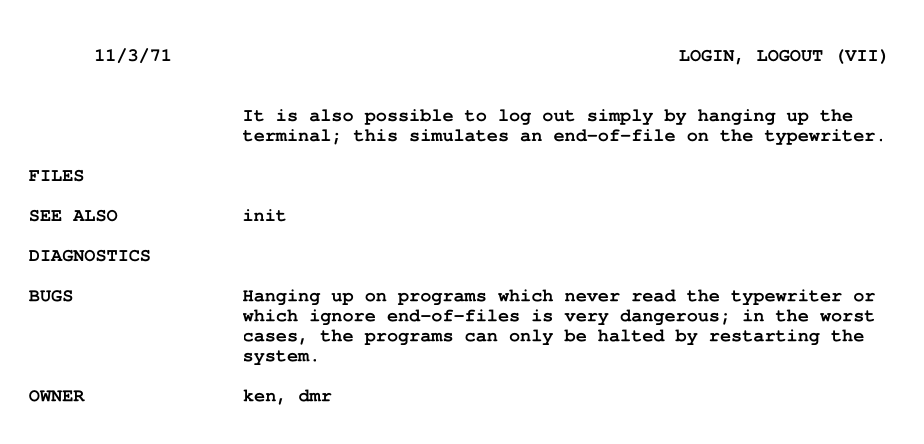 11/3/71 LOGIN, LOGOUT (VII)
It is also possible to log out simply by hanging up the
terminal; this simulates an end-of-file on the typewriter.
FILES
SEE ALSO init
DIAGNOSTICS
BUGS Hanging up on programs which never read the typewriter or
which ignore end-of-files is very dangerous; in the worst
cases, the programs can only be halted by restarting the
system.
OWNER ken, dmr